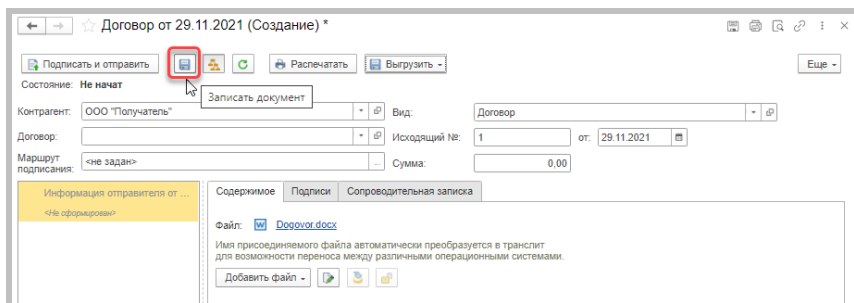 Договор от 29.11.2021 (Создание) *
Подписать и отправить Распечатать Выгрузить Еще
Состояние: Не начат
Записать документ
Контрагент: ООО "Получатель" Вид: Договор
Договор: Исходящий №: 1 от: 29.11.2021
Маршрут подписания: <не задан> Сумма: 0,00
Информация отправителя от ... Содержимое Подписи Сопроводительная записка
<Не сформирован>
Файл: Dogovor.docx
Имя присоединяемого файла автоматически преобразуется в транслит
для возможности переноса между различными операционными системами.
Добавить файл